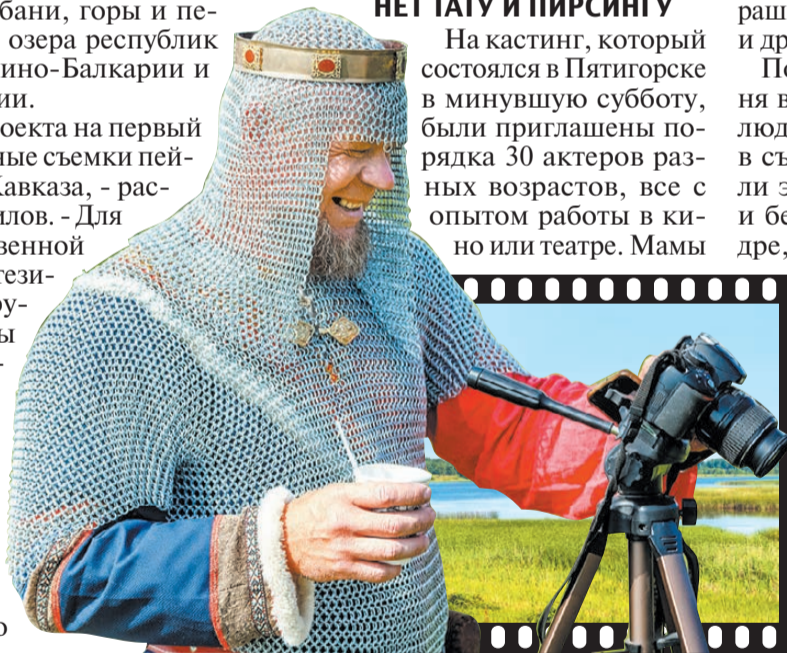 бани, горы и пе-
озера республик
ино-Балкарии и
ии.
оекта на первый
ные съемки пей-
Кавказа, - рас-
илов. - Для
венной
тези-
ру-
ы
-
о
НЕТ ТАТУ И ПИРСИНГУ
На кастинг, который
состоялся в Пятигорске
в минувшую субботу,
были приглашены по-
рядка 30 актеров раз-
ных возрастов, все с
опытом работы в ки-
но или театре. Мамы
раш
и др
По
ня в
люд
в съ
ли э
и бе
дре,